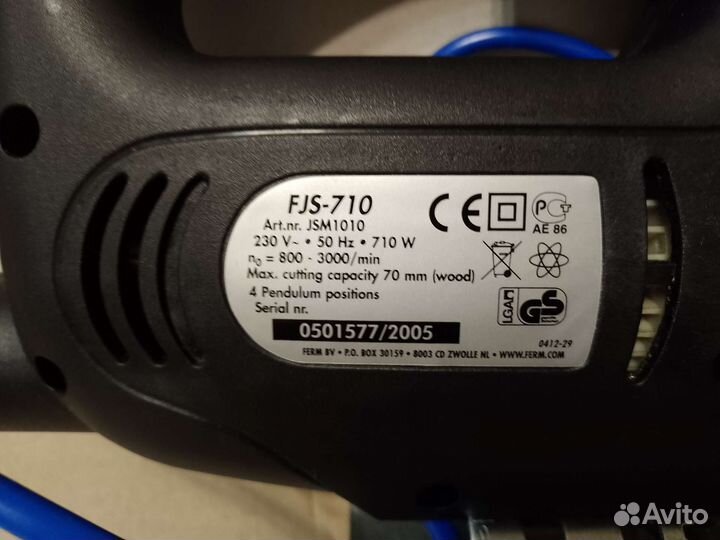 FJS-710
Art.nr. JSM1010
230 V~ • 50 Hz • 710 W
n0 = 800 - 3000/min
Max. cutting capacity 70 mm (wood)
4 Pendulum positions
Serial nr.
0501577/2005
FERM BV • P.O. BOX 30159 • 8003 CD ZWOLLE NL • WWW.FERM.COM
CE
РСТ
AE 86
LGA
GS
0412-29
Avito